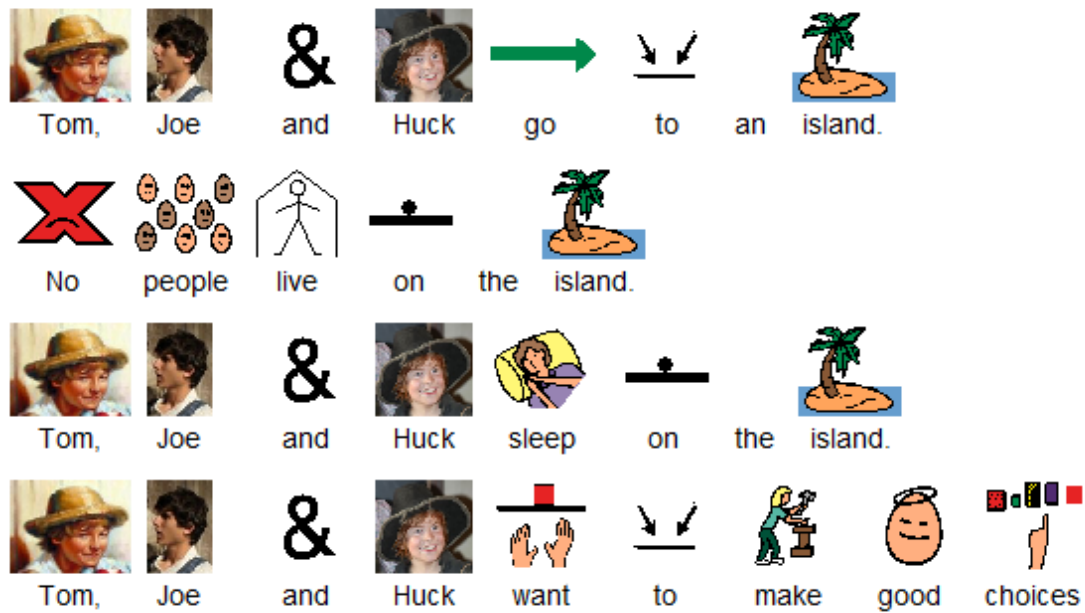 &
Tom, Joe and Huck go to an island.
No people live on the island.
&
Tom, Joe and Huck sleep on the island.
&
Tom, Joe and Huck want to make good choices